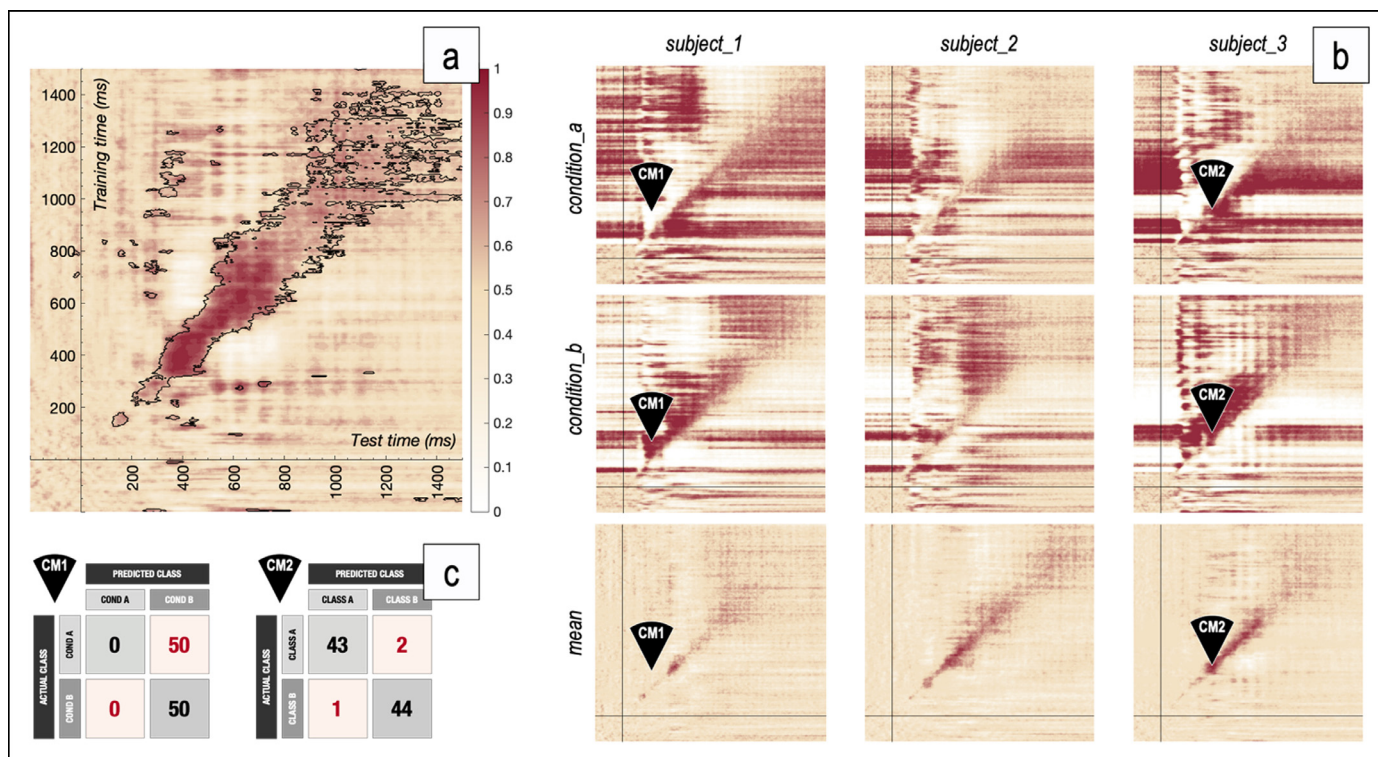 a
Training time (ms)
1400
1200
1000
800
600
400
200
Test time (ms)
200
400
600
800
1000
1200
1400
1
0.9
0.8
0.7
0.6
0.5
0.4
0.3
0.2
0.1
0
b
subject_1
subject_2
subject_3
condition_a
CM1
CM2
condition_b
CM1
CM2
mean
CM1
CM2
c
CM1
PREDICTED CLASS
COND A
COND B
ACTUAL CLASS
COND A
0
50
COND B
0
50
CM2
PREDICTED CLASS
CLASS A
CLASS B
ACTUAL CLASS
CLASS A
43
2
CLASS B
1
44